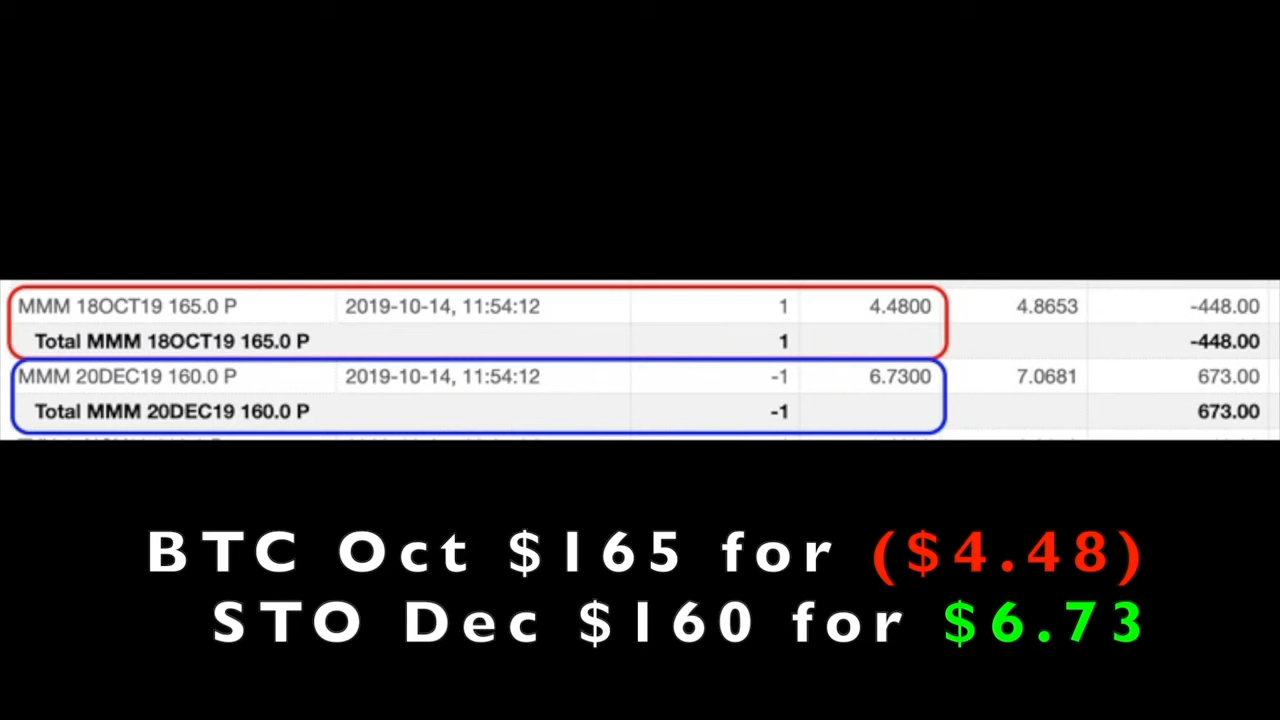 MMM 18OCT19 165.0 P 2019-10-14, 11:54:12 1 4.4800 4.8653 -448.00
Total MMM 18OCT19 165.0 P 1 -448.00
MMM 20DEC19 160.0 P 2019-10-14, 11:54:12 -1 6.7300 7.0681 673.00
Total MMM 20DEC19 160.0 P -1 673.00
BTC Oct $165 for ($4.48)
STO Dec $160 for $6.73